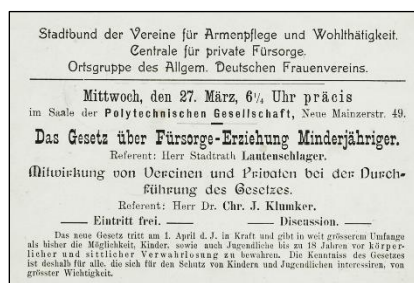 Stadtbund der Vereine für Armenpflege und Wohlthätigkeit.
Centrale für private Fürsorge.
Ortsgruppe des Allgem. Deutschen Frauenvereins.
Mittwoch, den 27. März, 6¼ Uhr präcis
im Saale der Polytechnischen Gesellschaft, Neue Mainzerstr. 49.
Das Gesetz über Fürsorge-Erziehung Minderjähriger.
Referent: Herr Stadtrath Lautenschlager.
Mitwirkung von Vereinen und Privaten bei der Durch-
führung des Gesetzes.
Referent: Herr Dr. Chr. J. Klumker.
Eintritt frei. Discussion.
Das neue Gesetz tritt am 1. April d. J. in Kraft und gibt in weit grösserem Umfange
als bisher die Möglichkeit, Kinder, sowie auch Jugendliche bis zu 18 Jahren vor körper-
licher und sittlicher Verwahrlosung zu bewahren. Die Kenntniss des Gesetzes
ist deshalb für alle, die sich für den Schutz von Kindern und Jugendlichen interessiren, von
grösster Wichtigkeit.